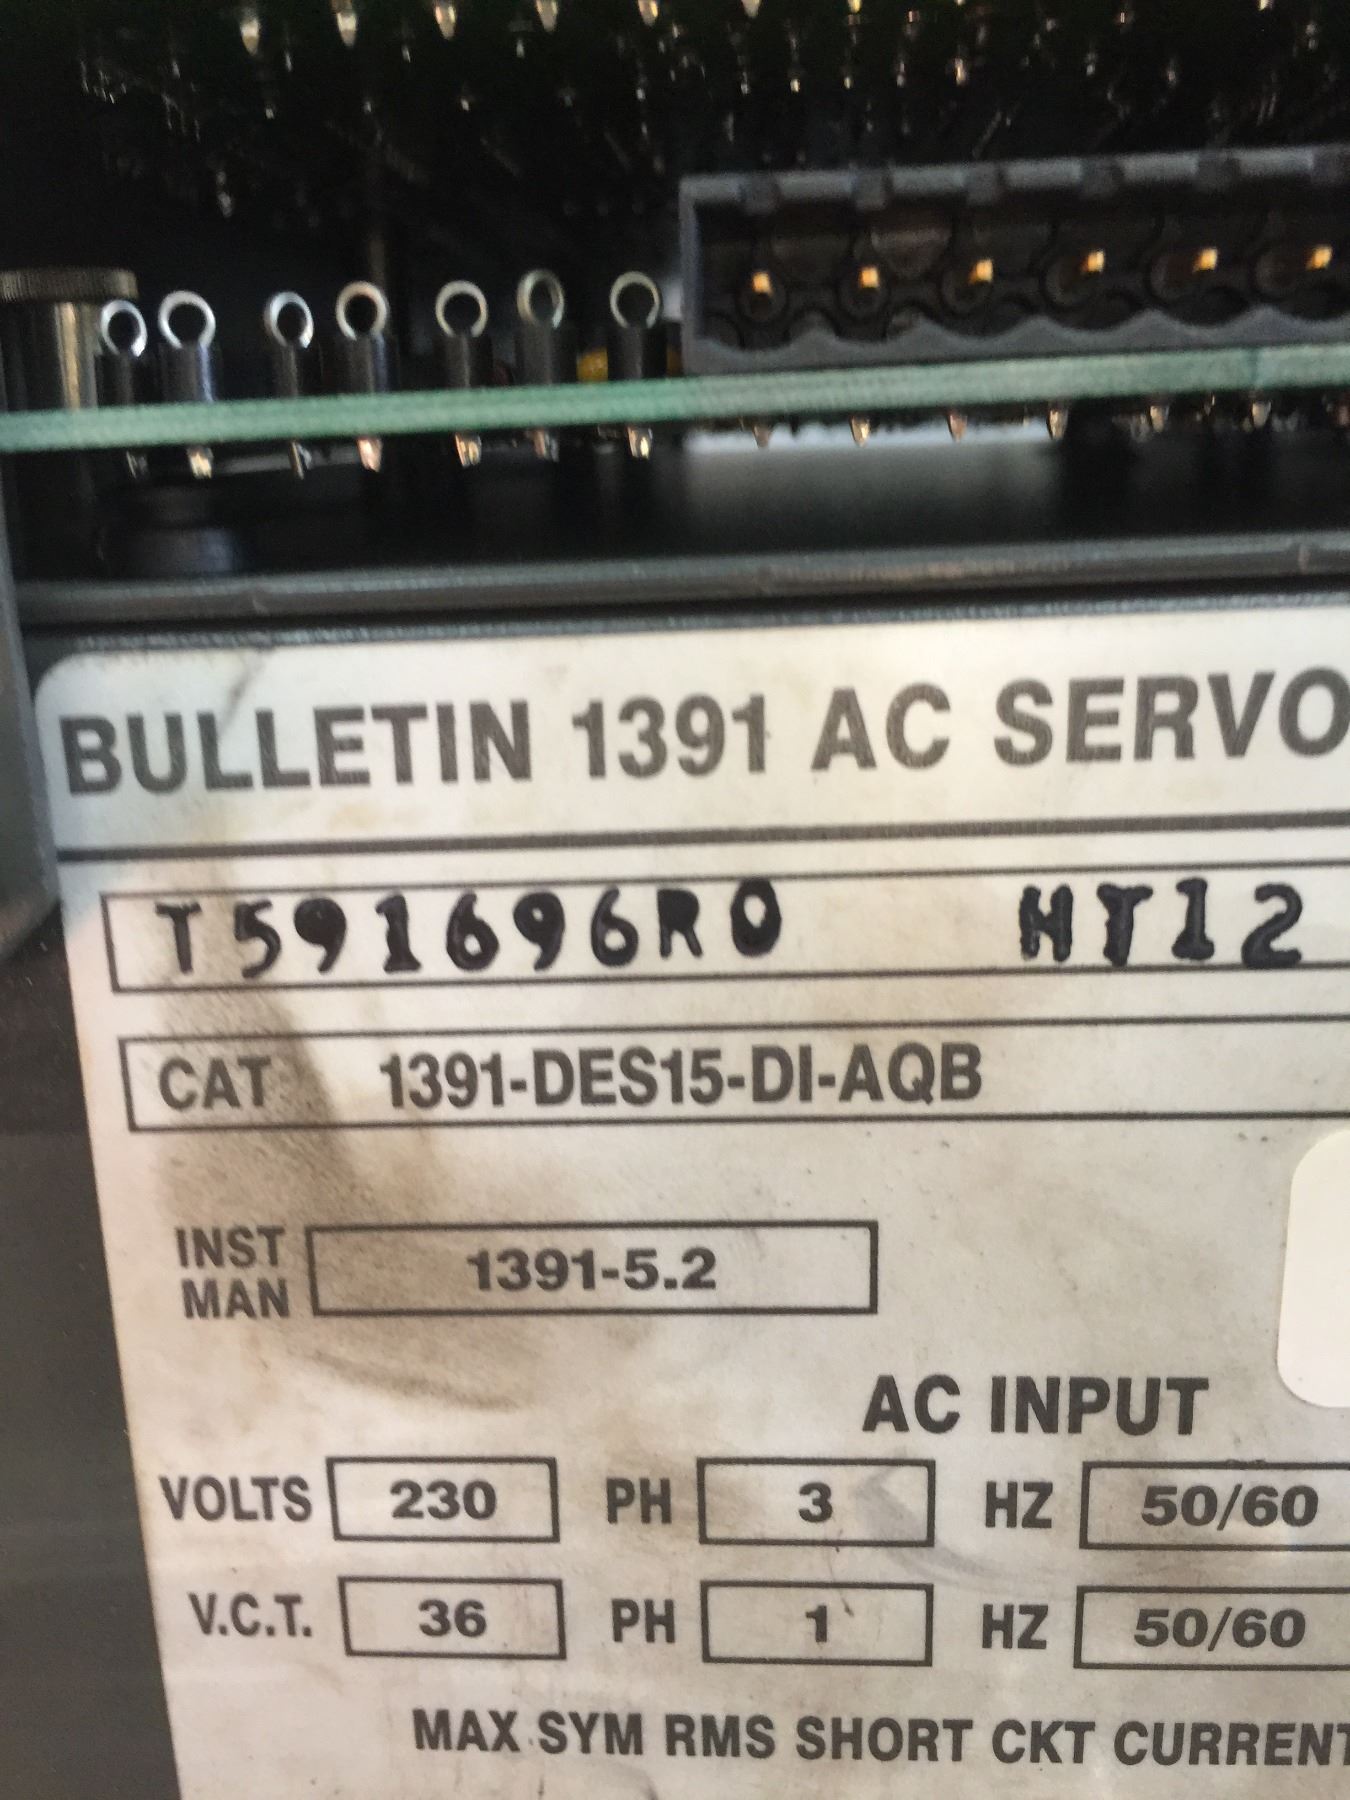 BULLETIN 1391 AC SERVO
T591696R0 HT12
CAT 1391-DES15-DI-AQB
INST MAN 1391-5.2
AC INPUT
VOLTS 230 PH 3 HZ 50/60
V.C.T. 36 PH 1 HZ 50/60
MAX SYM RMS SHORT CKT CURRENT